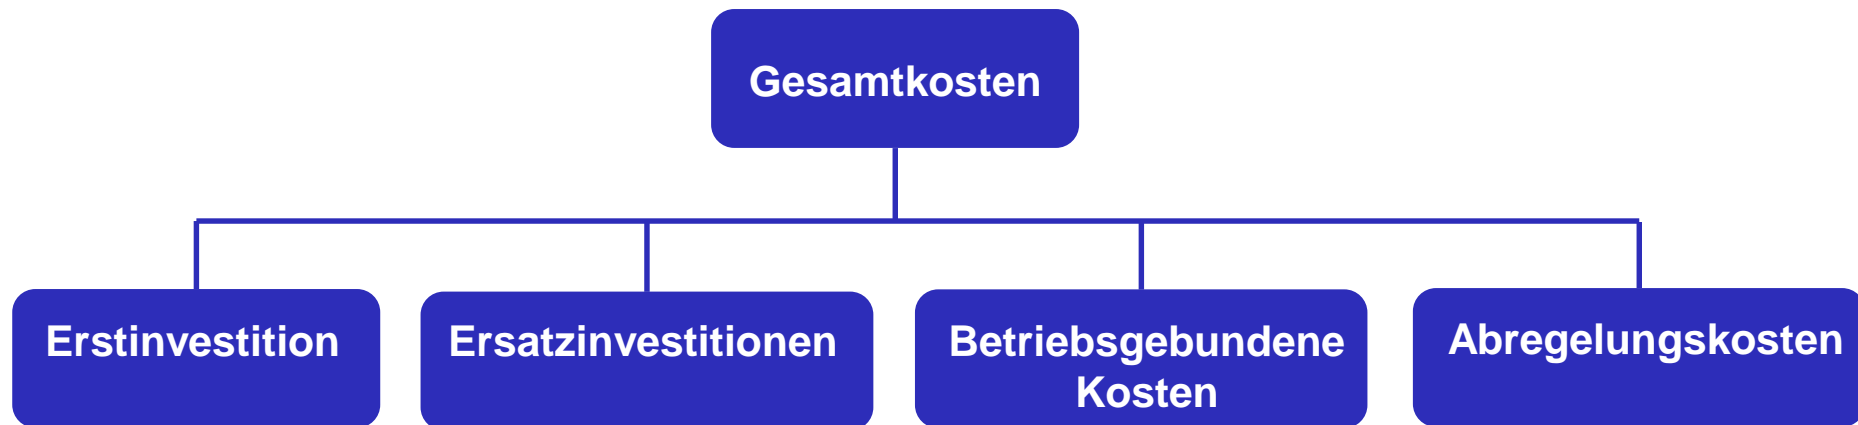 Gesamtkosten
Erstinvestition
Ersatzinvestitionen
Betriebsgebundene
Kosten
Abregelungskosten